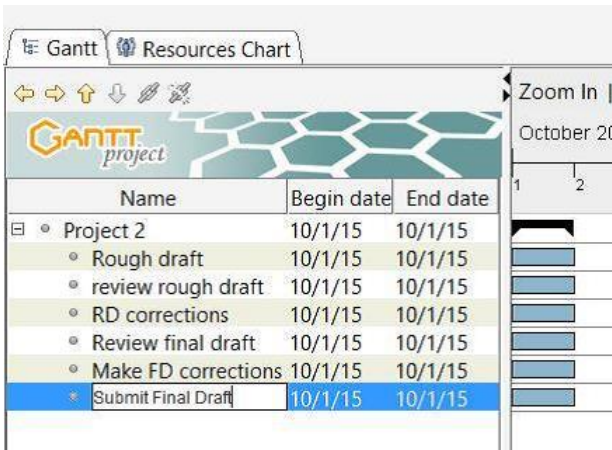 Gantt Resources Chart
Zoom In |
GANTT
project
October 20
1 2
Name Begin date End date
Project 2 10/1/15 10/1/15
Rough draft 10/1/15 10/1/15
review rough draft 10/1/15 10/1/15
RD corrections 10/1/15 10/1/15
Review final draft 10/1/15 10/1/15
Make FD corrections 10/1/15 10/1/15
Submit Final Draft 10/1/15 10/1/15